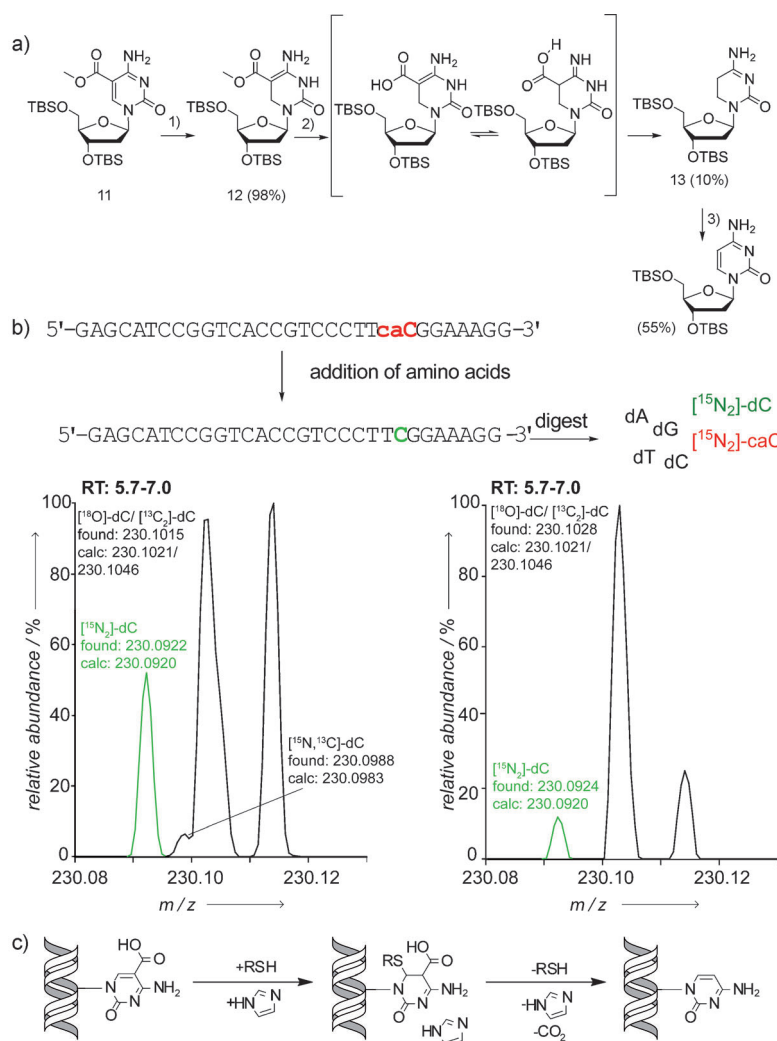 a)
O
NH2
O
N
N
O
TBSO
O
OTBS
11
1)
O
NH2
O
NH
N
O
TBSO
O
OTBS
12 (98%)
2)
O
NH2
OH
NH
N
O
TBSO
O
OTBS
O
H
O
NH
NH
N
O
TBSO
O
OTBS
NH2
N
N
O
TBSO
O
OTBS
13 (10%)
3)
NH2
N
N
O
TBSO
O
OTBS
(55%)
b)
5'-GAGCATCCGGTCACCGTCCCTTcaCGGAAAGG-3'
addition of amino acids
5'-GAGCATCCGGTCACCGTCCCTTCGGAAAGG-3'
digest
dA
dG
dT
dC
[15N2]-dC
[15N2]-caC
RT: 5.7-7.0
[18O]-dC/ [13C2]-dC
found: 230.1015
calc: 230.1021/
230.1046
[15N2]-dC
found: 230.0922
calc: 230.0920
[15N,13C]-dC
found: 230.0988
calc: 230.0983
relative abundance / %
100
80
60
40
20
0
230.08
230.10
230.12
m / z
RT: 5.7-7.0
[18O]-dC/ [13C2]-dC
found: 230.1028
calc: 230.1021/
230.1046
[15N2]-dC
found: 230.0924
calc: 230.0920
relative abundance / %
100
80
60
40
20
0
230.08
230.10
230.12
m / z
c)
HO
O
N
NH2
N
O
+RSH
+HN
N
RS
HO
O
N
NH2
N
O
HN
N
-RSH
-HN
N
-CO2
N
NH2
N
O